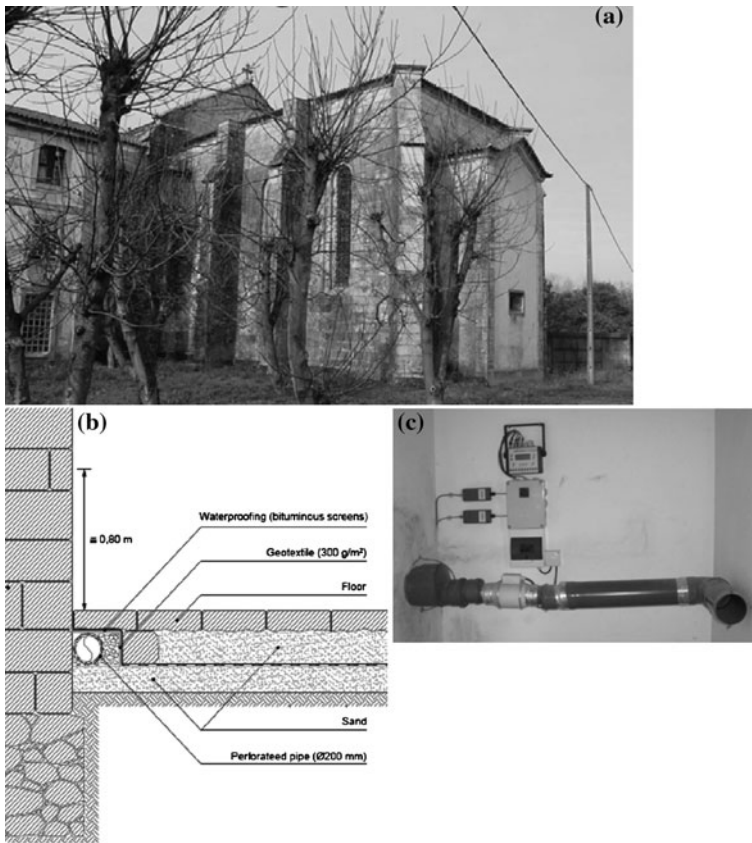 (a)
(b)
(c)
Waterproofing (bituminous screens)
≅ 0,80 m
Geotextile (300 g/m²)
Floor
Sand
Perforateed pipe (Ø200 mm)